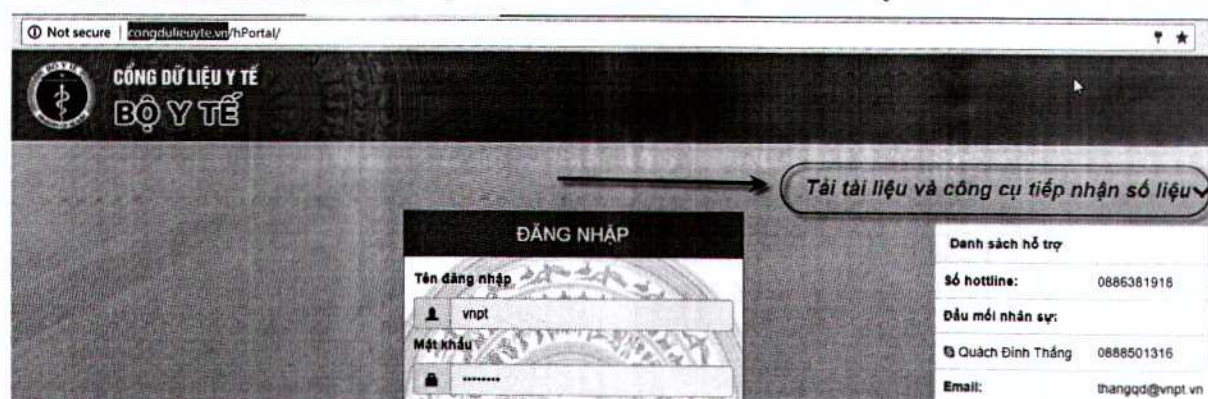 Not secure | congdulieuyte.vn/hPortal/
CỔNG DỮ LIỆU Y TẾ
BỘ Y TẾ
Tải tài liệu và công cụ tiếp nhận số liệu
ĐĂNG NHẬP
Tên đăng nhập
vnpt
Mật khẩu
••••••••
Danh sách hỗ trợ
Số hottline: 0886381918
Đầu mối nhân sự:
Quách Đình Thắng 0888501316
Email: thangqd@vnpt.vn